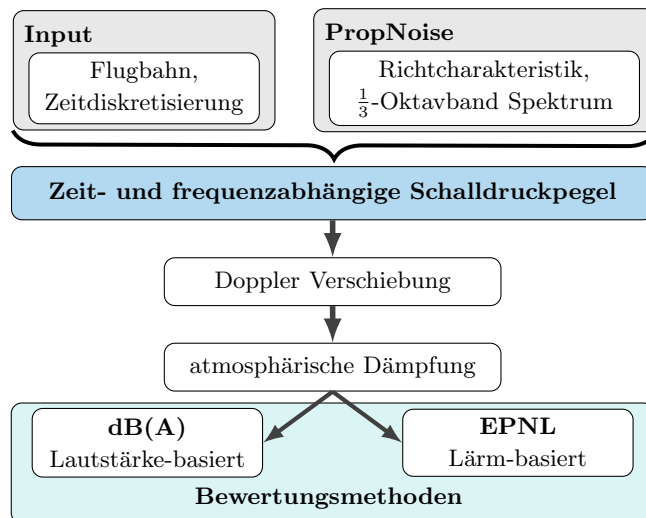 Input
Flugbahn,
Zeitdiskretisierung
PropNoise
Richtcharakteristik,
1/3-Oktavband Spektrum
Zeit- und frequenzabhängige Schalldruckpegel
Doppler Verschiebung
atmosphärische Dämpfung
dB(A)
Lautstärke-basiert
EPNL
Lärm-basiert
Bewertungsmethoden